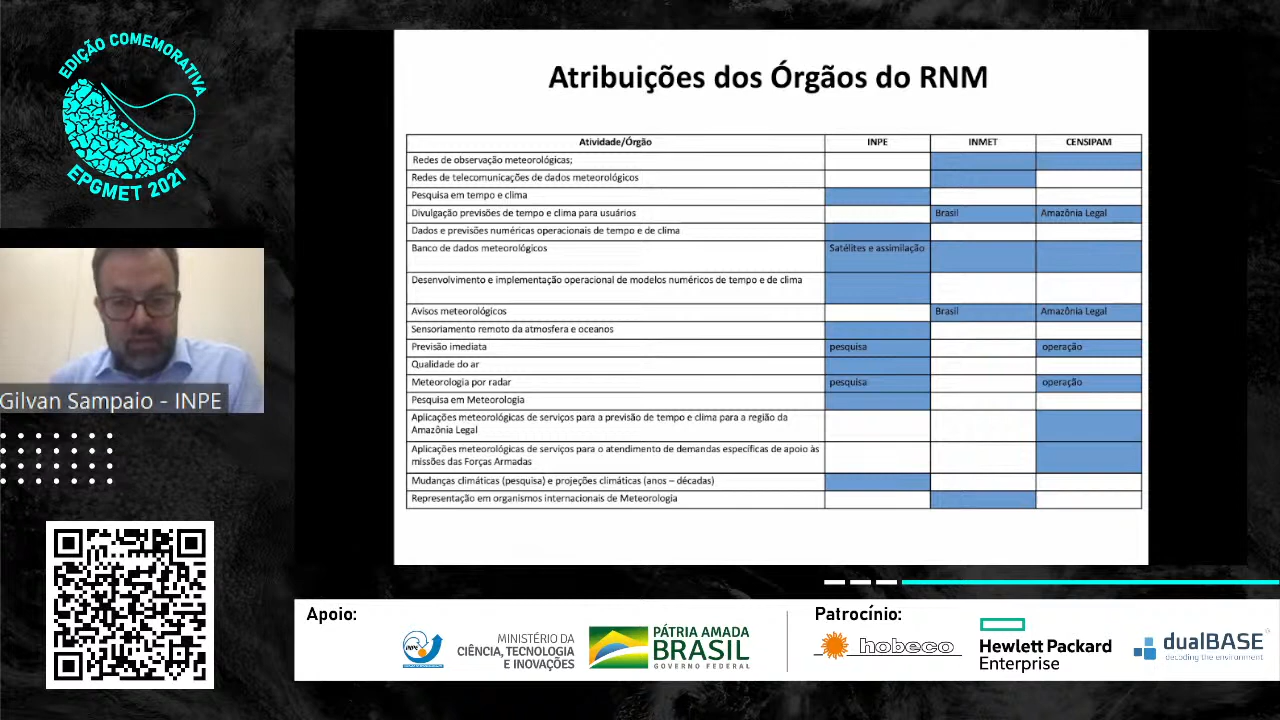 EDIÇÃO COMEMORATIVA
EPGMET 2021
Gilvan Sampaio - INPE
Atribuições dos Órgãos do RNM
Atividade/Órgão INPE INMET CENSIPAM
Redes de observação meteorológicas;
Redes de telecomunicações de dados meteorológicos
Pesquisa em tempo e clima
Divulgação previsões de tempo e clima para usuários Brasil Amazônia Legal
Dados e previsões numéricas operacionais de tempo e de clima
Banco de dados meteorológicos Satélites e assimilação
Desenvolvimento e implementação operacional de modelos numéricos de tempo e de clima
Avisos meteorológicos Brasil Amazônia Legal
Sensoriamento remoto da atmosfera e oceanos
Previsão imediata pesquisa operação
Qualidade do ar
Meteorologia por radar pesquisa operação
Pesquisa em Meteorologia
Aplicações meteorológicas de serviços para a previsão de tempo e clima para a região da
Amazônia Legal
Aplicações meteorológicas de serviços para o atendimento de demandas específicas de apoio às
missões das Forças Armadas
Mudanças climáticas (pesquisa) e projeções climáticas (anos – décadas)
Representação em organismos internacionais de Meteorologia
Apoio:
INPE
MINISTÉRIO DA
CIÊNCIA, TECNOLOGIA
E INOVAÇÕES
PÁTRIA AMADA
BRASIL
GOVERNO FEDERAL
Patrocínio:
hobeco
Hewlett Packard
Enterprise
dualBASE
decoding the environment